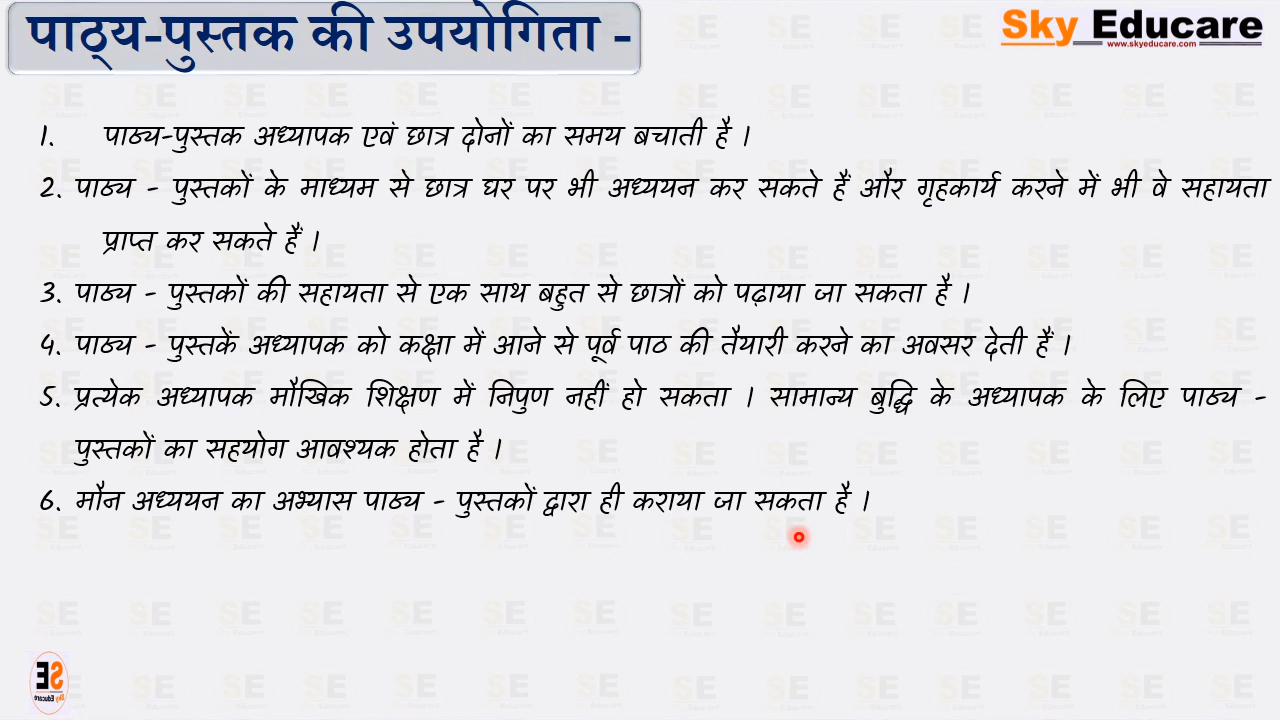 पाठ्य-पुस्तक की उपयोगिता -
Sky Educare
www.skyeducare.com
1. पाठ्य-पुस्तक अध्यापक एवं छात्र दोनों का समय बचाती है ।
2. पाठ्य - पुस्तकों के माध्यम से छात्र घर पर भी अध्ययन कर सकते हैं और गृहकार्य करने में भी वे सहायता
प्राप्त कर सकते हैं ।
3. पाठ्य - पुस्तकों की सहायता से एक साथ बहुत से छात्रों को पढ़ाया जा सकता है ।
4. पाठ्य - पुस्तकें अध्यापक को कक्षा में आने से पूर्व पाठ की तैयारी करने का अवसर देती हैं ।
5. प्रत्येक अध्यापक मौखिक शिक्षण में निपुण नहीं हो सकता । सामान्य बुद्धि के अध्यापक के लिए पाठ्य -
पुस्तकों का सहयोग आवश्यक होता है ।
6. मौन अध्ययन का अभ्यास पाठ्य - पुस्तकों द्वारा ही कराया जा सकता है ।
SE
Sky Educare